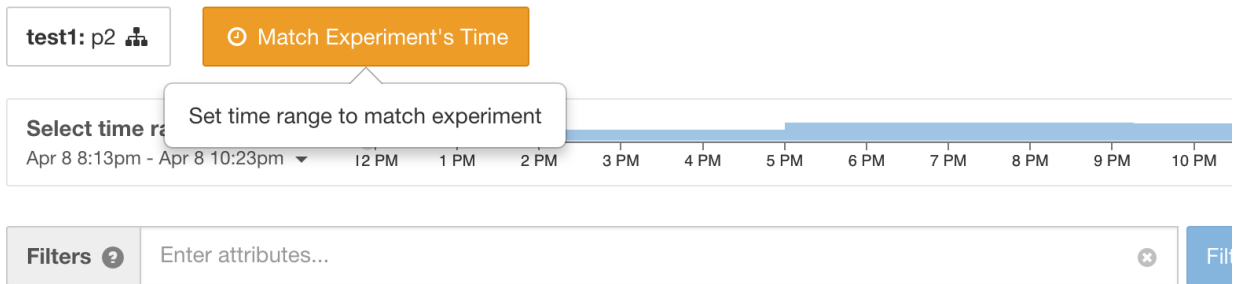 test1: p2
Match Experiment's Time
Set time range to match experiment
Select time
Apr 8 8:13pm - Apr 8 10:23pm
12 PM 1 PM 2 PM 3 PM 4 PM 5 PM 6 PM 7 PM 8 PM 9 PM 10 PM
Filters ? Enter attributes...